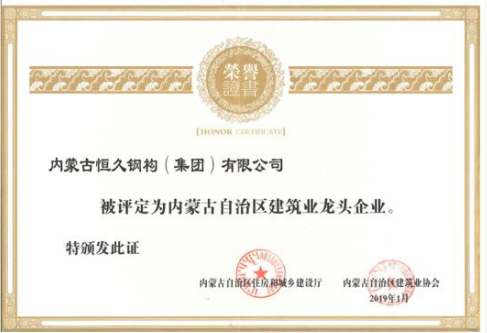 榮譽
證書
[HONOR CERTIFICATE]
内蒙古恒久钢构（集团）有限公司
被评定为内蒙古自治区建筑业龙头企业。
特颁发此证
内蒙古自治区住房和城乡建设厅
内蒙古自治区建筑业协会
2019年1月